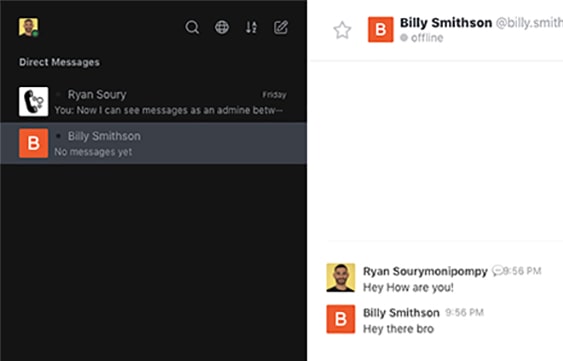 Billy Smithson @billy.smith
offline
Direct Messages
Ryan Soury Friday
You: Now I can see messages as an admine betw--
B Billy Smithson
No messages yet
B
Ryan Sourymonipompy 9:56 PM
Hey How are you!
B Billy Smithson 9:56 PM
Hey there bro